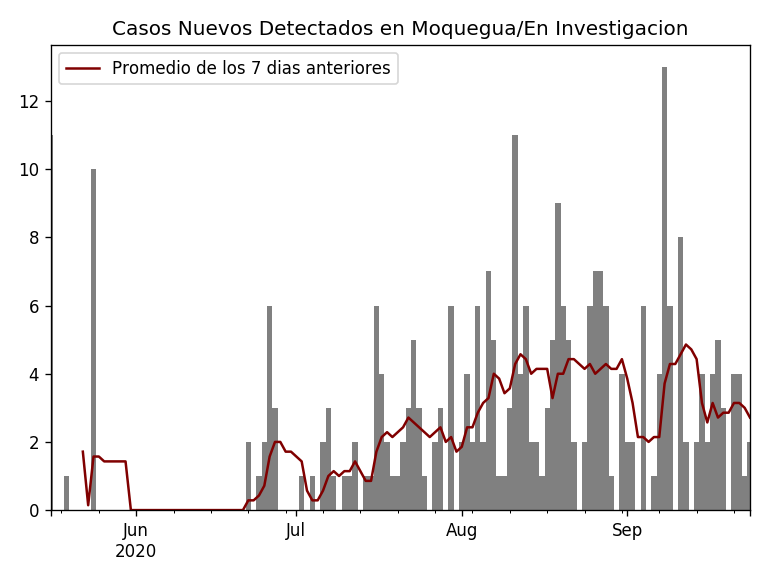 Casos Nuevos Detectados en Moquegua/En Investigacion
Promedio de los 7 dias anteriores
12
10
8
6
4
2
0
Jun Jul Aug Sep
2020